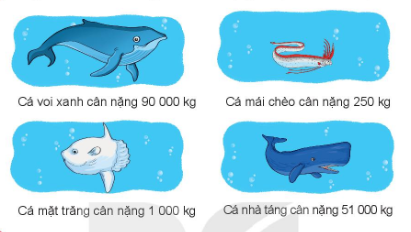 Cá voi xanh cân nặng 90 000 kg
Cá mái chèo cân nặng 250 kg
Cá mặt trăng cân nặng 1 000 kg
Cá nhà táng cân nặng 51 000 kg